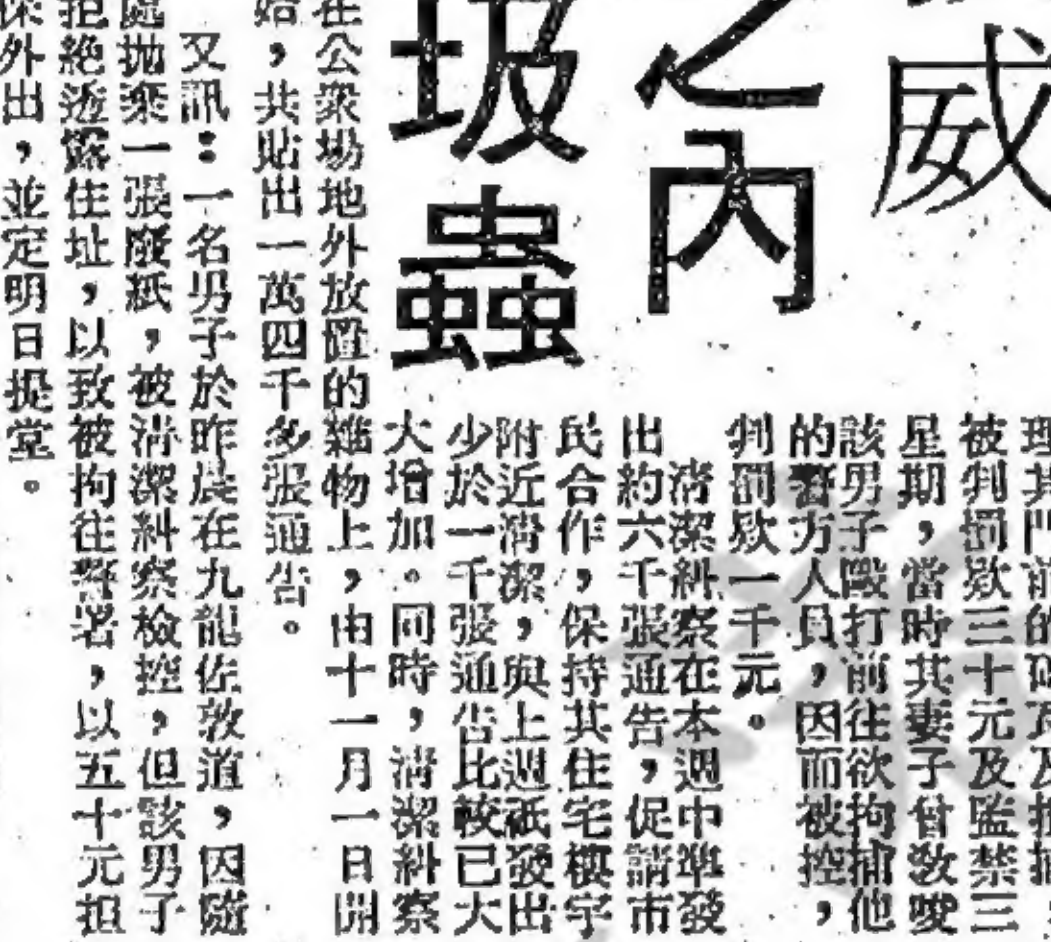 威
之內
圾蟲
理其門前的
被判罰欵三十元及監禁三
星期，當時其妻子曾敎唆
該男子毆打前往欲拘捕他
的警方人員，因而被控，
判罰欵一千元。
清潔糾察在本週中準發
出約六千張通告，促請市
民合作，保持其住宅樓宇
附近淸潔，與上週祇發出
少於一千張通告比較已大
大增加。同時，清潔糾察
在公衆場地外放置的雜物上，由十一月一日開
始，共貼出一萬四千多張通告。
又訊：一名男子於昨晨在九龍佐敦道，因隨
處拋棄一張廢紙，被清潔糾察檢控，但該男子
拒絕透露住址，以致被拘往警署，以五十元担
保外出，並定明日提堂。